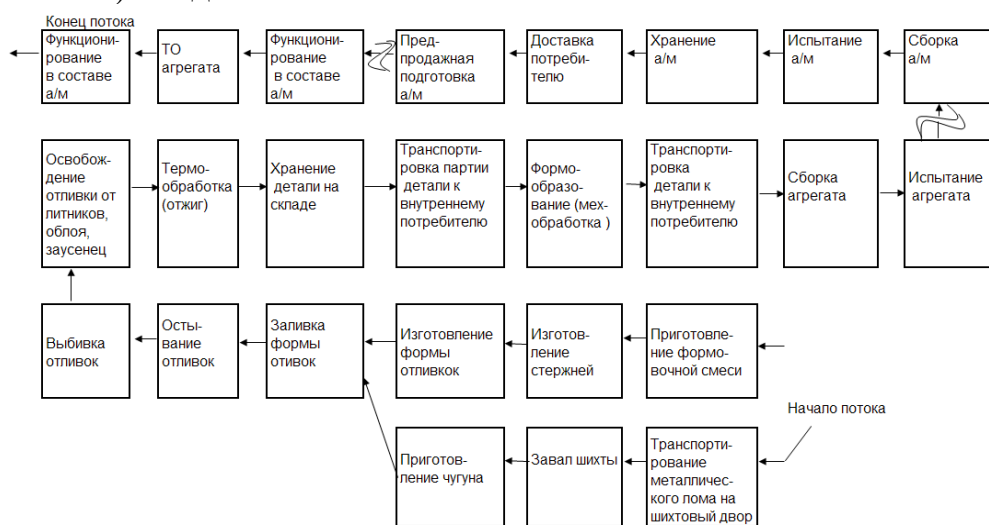 Конец потока
Функциони-
рование
в составе
а/м
ТО
агрегата
Функциони-
рование
в составе
а/м
Пред-
продажная
подготовка
а/м
Доставка
потреби-
телю
Хранение
а/м
Испытание
а/м
Сборка
а/м
Освобож-
дение
отливки от
питников,
облоя,
заусенец
Термо-
обработка
(отжиг)
Хранение
детали на
складе
Транспорти-
ровка партии
детали к
внутреннему
потребителю
Формо-
образо-
вание (мех-
обработка )
Транспорти-
ровка
детали к
внутреннему
потребителю
Сборка
агрегата
Испытание
агрегата
Выбивка
отливок
Осты-
вание
отливок
Заливка
формы
отивок
Изготовление
формы
отливкок
Изготов-
ление
стержней
Приготовле-
ние формо-
вочной смеси
Начало потока
Приготов-
ление чугуна
Завал шихты
Транспорти-
рование
металличес-
кого лома на
шихтовый двор